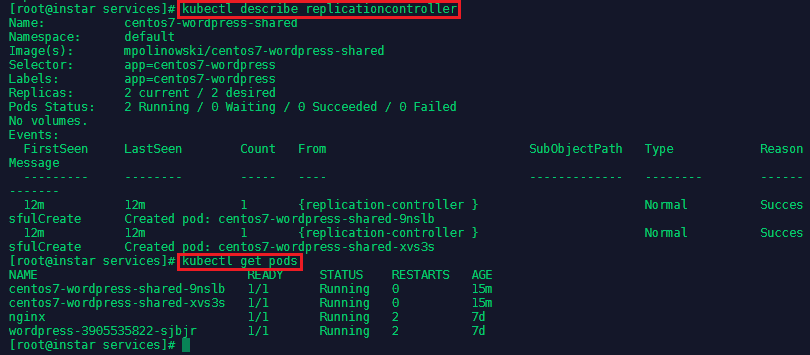 [root@instar services]# kubectl describe replicationcontroller
Name:          centos7-wordpress-shared
Namespace:     default
Image(s):      mpolinowski/centos7-wordpress-shared
Selector:      app=centos7-wordpress
Labels:        app=centos7-wordpress
Replicas:      2 current / 2 desired
Pods Status:   2 Running / 0 Waiting / 0 Succeeded / 0 Failed
No volumes.
Events:
  FirstSeen    LastSeen       Count   From                         SubObjectPath   Type       Reason
Message
  ---------    --------       -----   ----                         -------------   --------   ------
-------
  12m          12m            1       {replication-controller }                    Normal     Succes
sfulCreate     Created pod: centos7-wordpress-shared-9nslb
  12m          12m            1       {replication-controller }                    Normal     Succes
sfulCreate     Created pod: centos7-wordpress-shared-xvs3s
[root@instar services]# kubectl get pods
NAME                             READY    STATUS    RESTARTS   AGE
centos7-wordpress-shared-9nslb   1/1      Running   0          15m
centos7-wordpress-shared-xvs3s   1/1      Running   0          15m
nginx                            1/1      Running   2          7d
wordpress-3905535822-sjbjr       1/1      Running   2          7d
[root@instar services]#